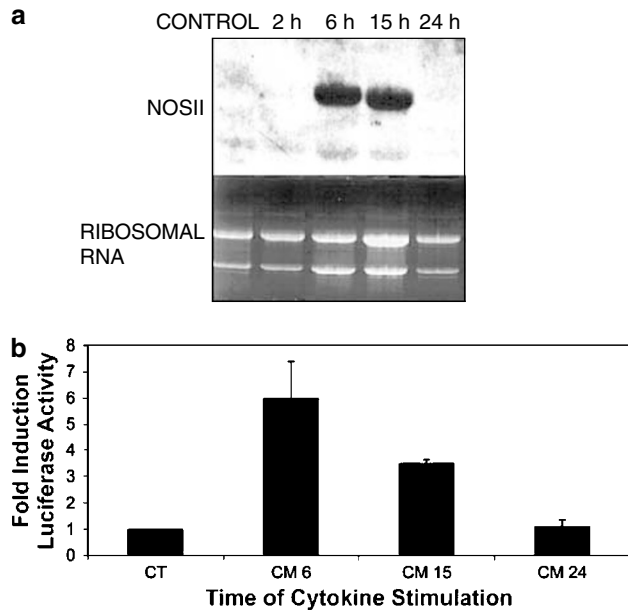 a
CONTROL 2 h 6 h 15 h 24 h
NOSII
RIBOSOMAL
RNA
b
Fold Induction
Luciferase Activity
8
7
6
5
4
3
2
1
0
CT CM 6 CM 15 CM 24
Time of Cytokine Stimulation